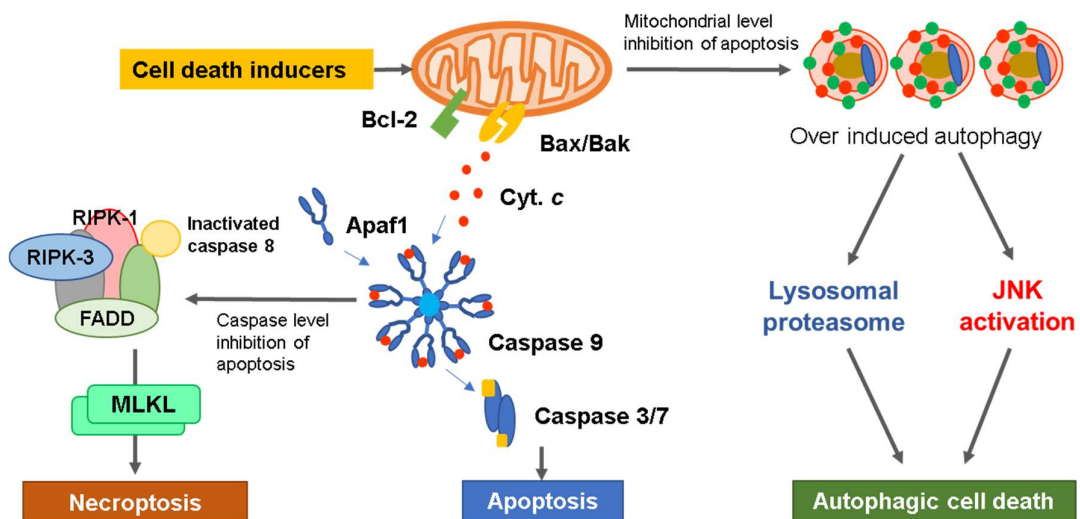 Cell death inducers
Bcl-2
Bax/Bak
Cyt. c
Apaf1
Mitochondrial level
inhibition of apoptosis
Over induced autophagy
RIPK-1
RIPK-3
Inactivated
caspase 8
FADD
Caspase level
inhibition of
apoptosis
Caspase 9
Caspase 3/7
MLKL
Lysosomal
proteasome
JNK
activation
Necroptosis
Apoptosis
Autophagic cell death